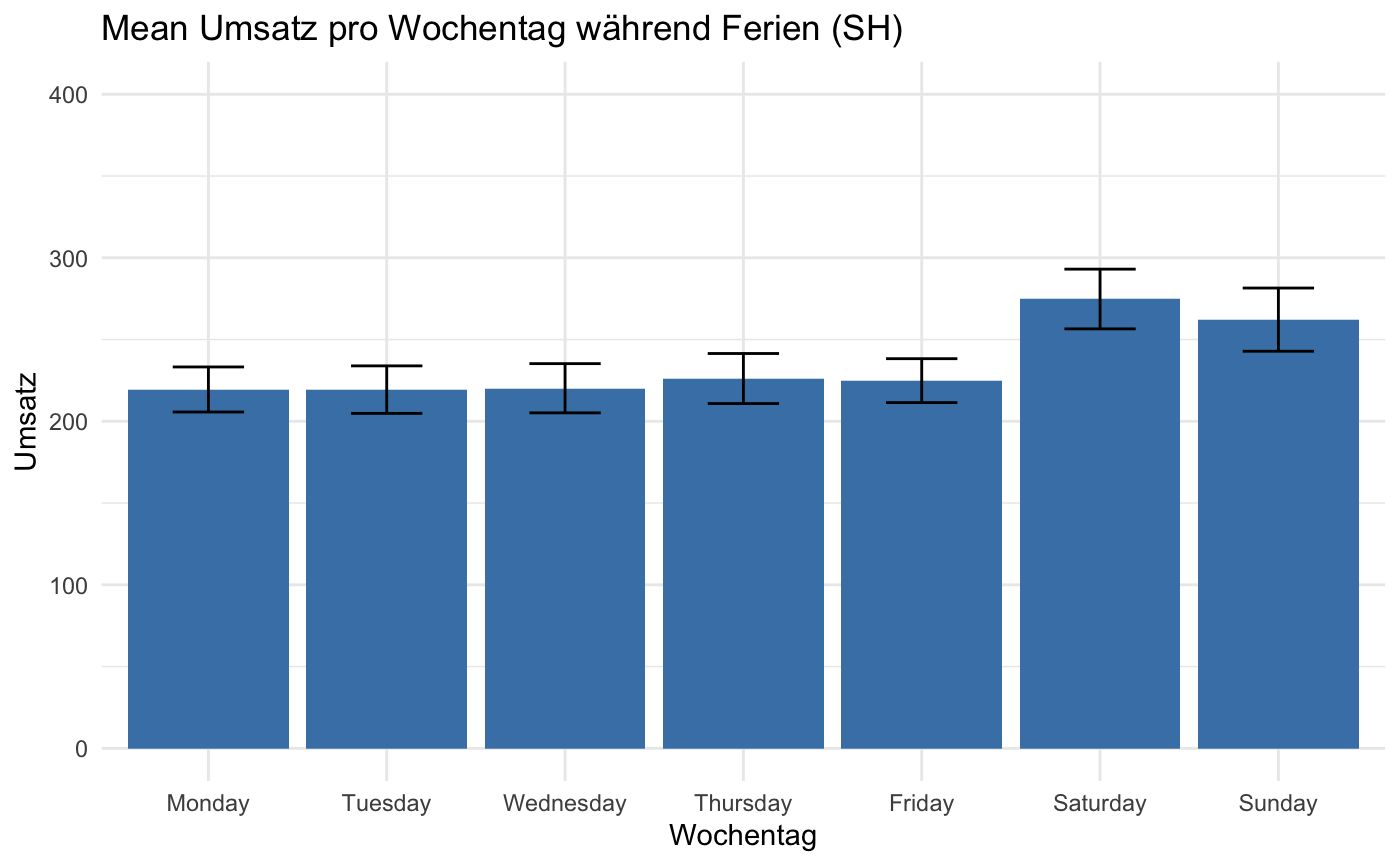 Mean Umsatz pro Wochentag während Ferien (SH)
400
300
200
100
0
Umsatz
Monday Tuesday Wednesday Thursday Friday Saturday Sunday
Wochentag